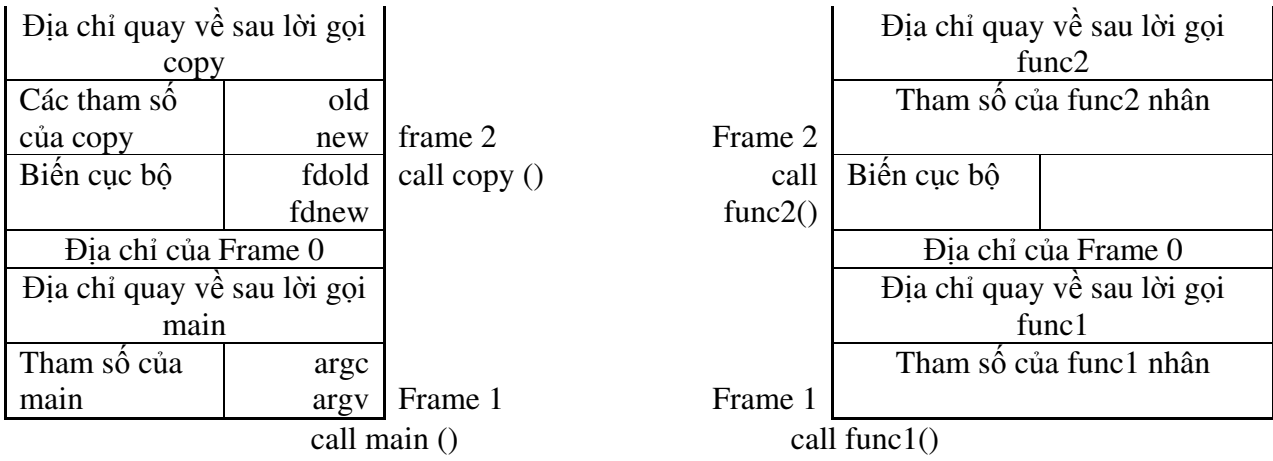 Địa chỉ quay về sau lời gọi
copy
Các tham số old
của copy new frame 2
Biến cục bộ fdold call copy ()
fdnew
Địa chỉ của Frame 0
Địa chỉ quay về sau lời gọi
main
Tham số của argc
main argv Frame 1
call main ()
Địa chỉ quay về sau lời gọi
func2
Tham số của func2 nhân
Frame 2
call Biến cục bộ
func2()
Địa chỉ của Frame 0
Địa chỉ quay về sau lời gọi
func1
Tham số của func1 nhân
Frame 1
call func1()